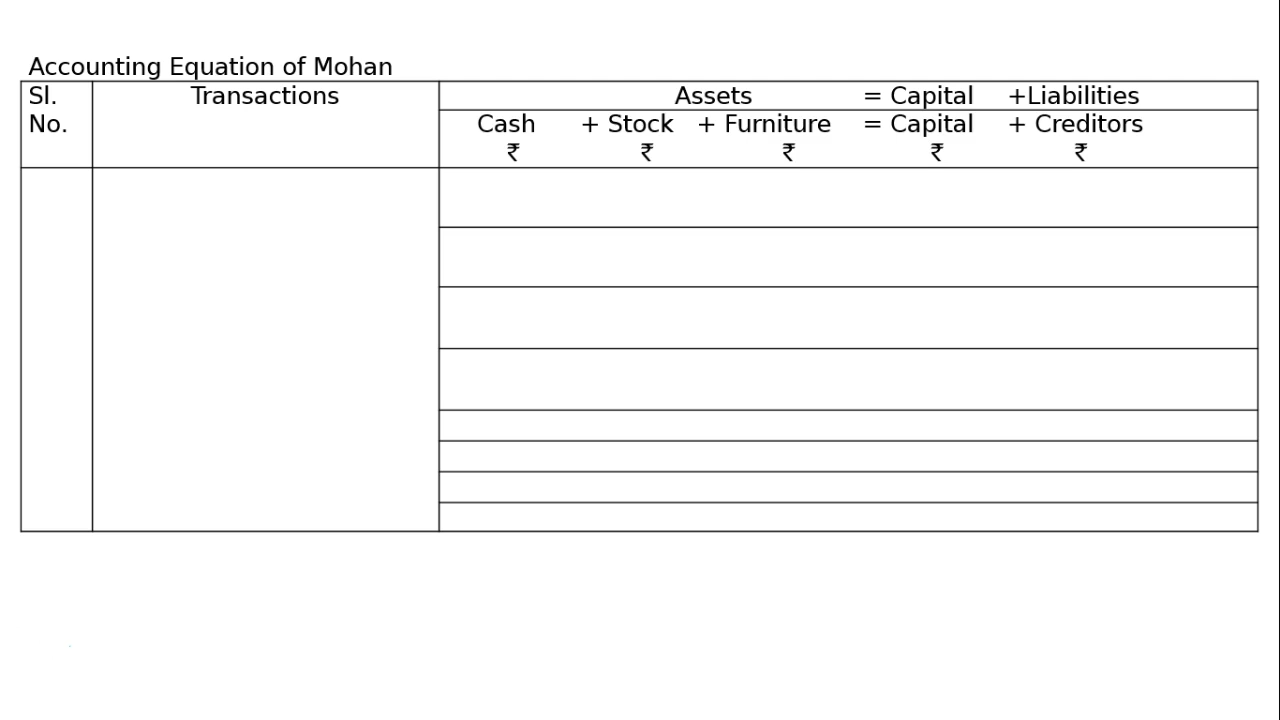 Accounting Equation of Mohan
Sl. No.
Transactions
Assets = Capital +Liabilities
Cash + Stock + Furniture = Capital + Creditors
₹ ₹ ₹ ₹ ₹